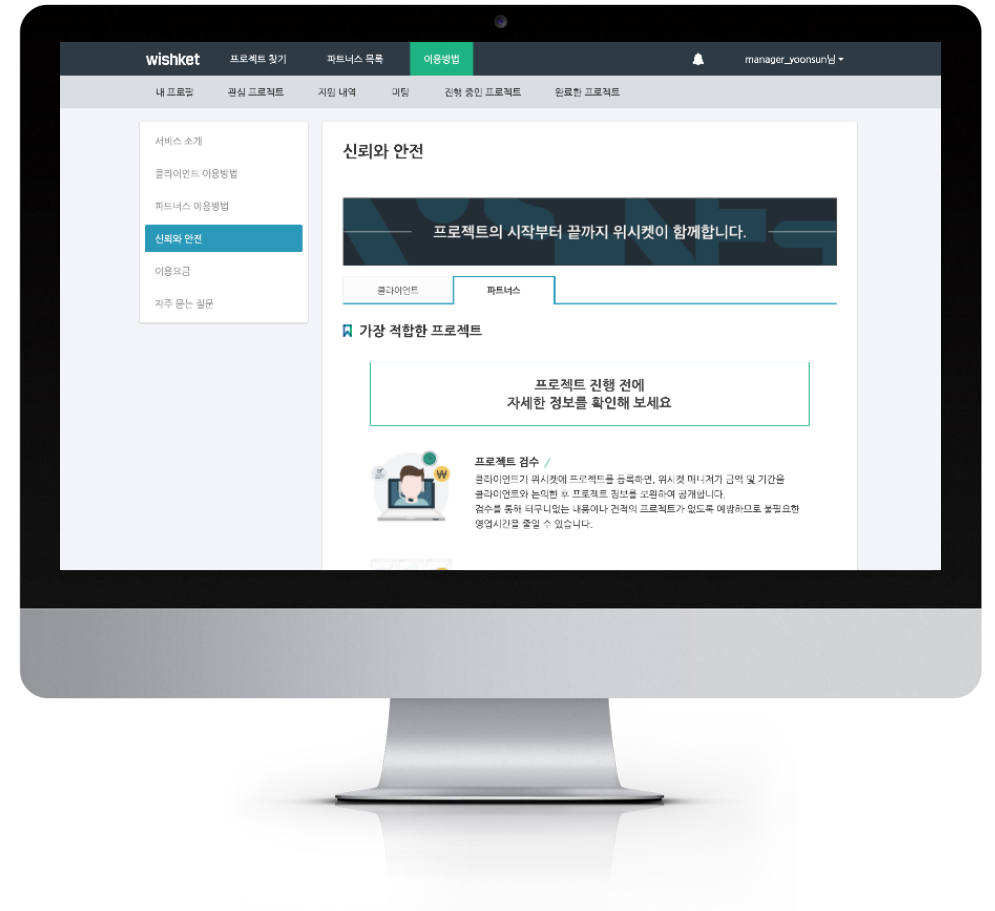 wishket 프로젝트 찾기 파트너스 목록 이용방법 manager_yoonsun님
내 프로필 관심 프로젝트 지원 내역 미팅 진행 중인 프로젝트 완료한 프로젝트
서비스 소개
클라이언트 이용방법
파트너스 이용방법
신뢰와 안전
이용요금
자주 묻는 질문
신뢰와 안전
프로젝트의 시작부터 끝까지 위시켓이 함께합니다.
클라이언트 파트너스
가장 적합한 프로젝트
프로젝트 진행 전에
자세한 정보를 확인해 보세요
프로젝트 검수 /
클라이언트가 위시켓에 프로젝트를 등록하면, 위시켓 매니저가 금액 및 기간을
클라이언트와 논의한 후 프로젝트 정보를 보완하여 공개합니다.
검수를 통해 터무니없는 내용이나 견적의 프로젝트가 없도록 예방하므로 불필요한
영업시간을 줄일 수 있습니다.
W